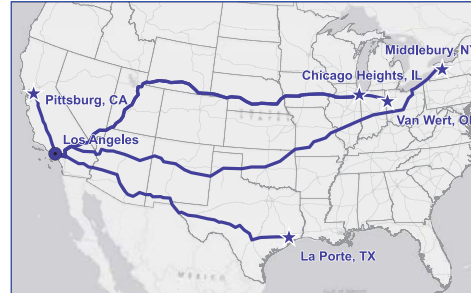 Middlebury, NY
Chicago Heights, IL
Pittsburg, CA
Van Wert, OH
Los Angeles
La Porte, TX
MEXICO